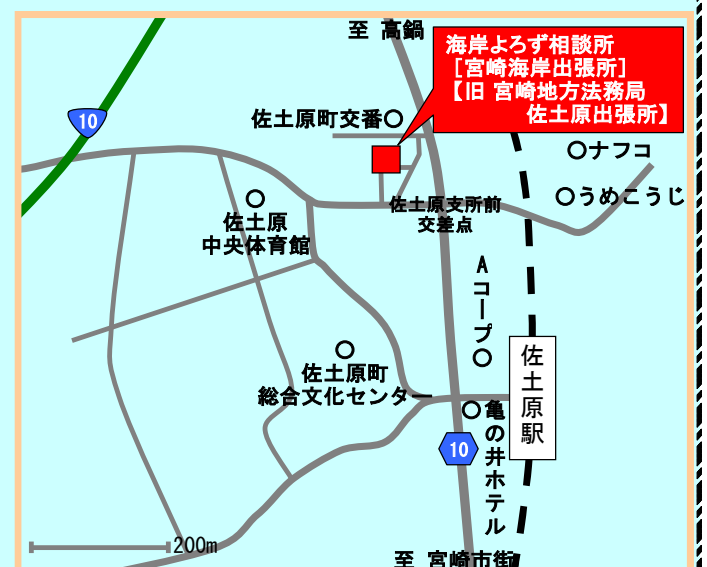 至 高鍋
海岸よろず相談所
[宮崎海岸出張所]
【旧 宮崎地方法務局
佐土原出張所】
10
佐土原町交番
ナフコ
うめこうじ
佐土原
中央体育館
佐土原支所前
交差点
Aコープ
佐土原町
総合文化センター
佐土原駅
亀の井ホテル
10
200m
至 宮崎市街